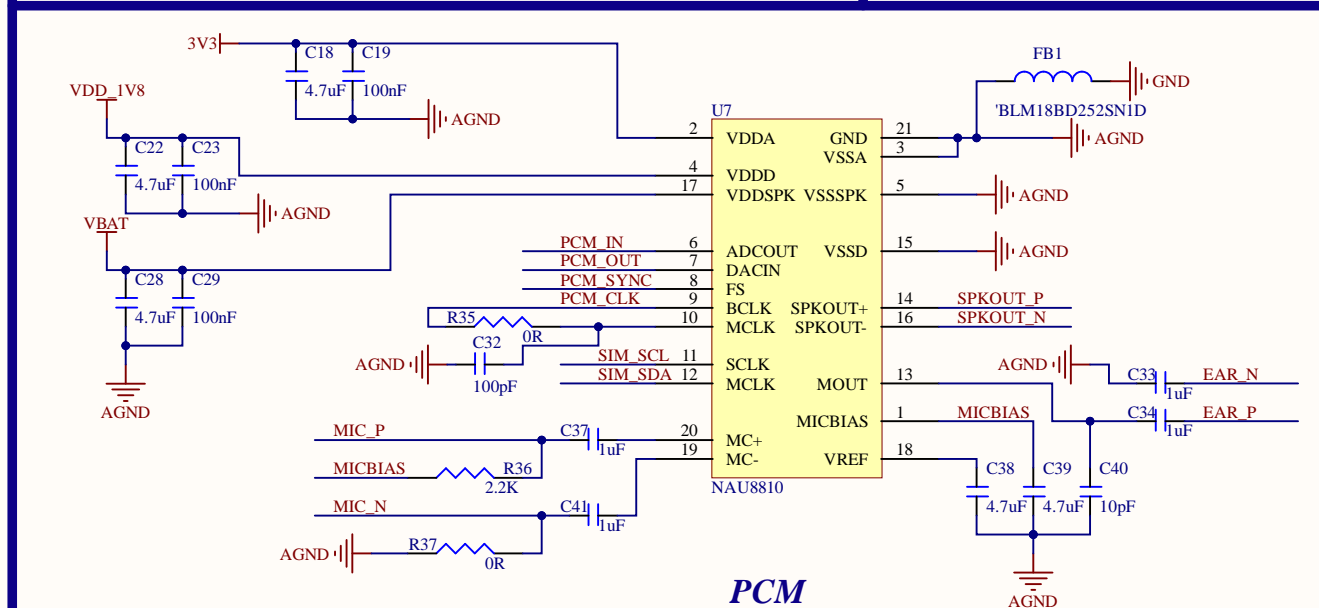 3V3
C18
C19
4.7uF
100nF
AGND
VDD_1V8
C22
C23
4.7uF
100nF
AGND
VBAT
C28
C29
4.7uF
100nF
AGND
FB1
GND
'BLM18BD252SN1D
AGND
AGND
AGND
U7
2 VDDA GND 21
VSSA 3
4 VDDD
17 VDDSPK VSSSPK 5
PCM_IN 6 ADCOUT VSSD 15
PCM_OUT 7 DACIN
PCM_SYNC 8 FS
PCM_CLK 9 BCLK SPKOUT+ 14 SPKOUT_P
R35 0R 10 MCLK SPKOUT- 16 SPKOUT_N
AGND C32 100pF
SIM_SCL 11 SCLK
SIM_SDA 12 MCLK MOUT 13
AGND C33 1uF EAR_N
C34 1uF EAR_P
MICBIAS 1 MICBIAS
MIC_P C37 1uF 20 MC+
19 MC- VREF 18
MICBIAS R36 2.2K
NAU8810
MIC_N C41 1uF
AGND R37 0R
C38 C39 C40
4.7uF 4.7uF 10pF
AGND
PCM